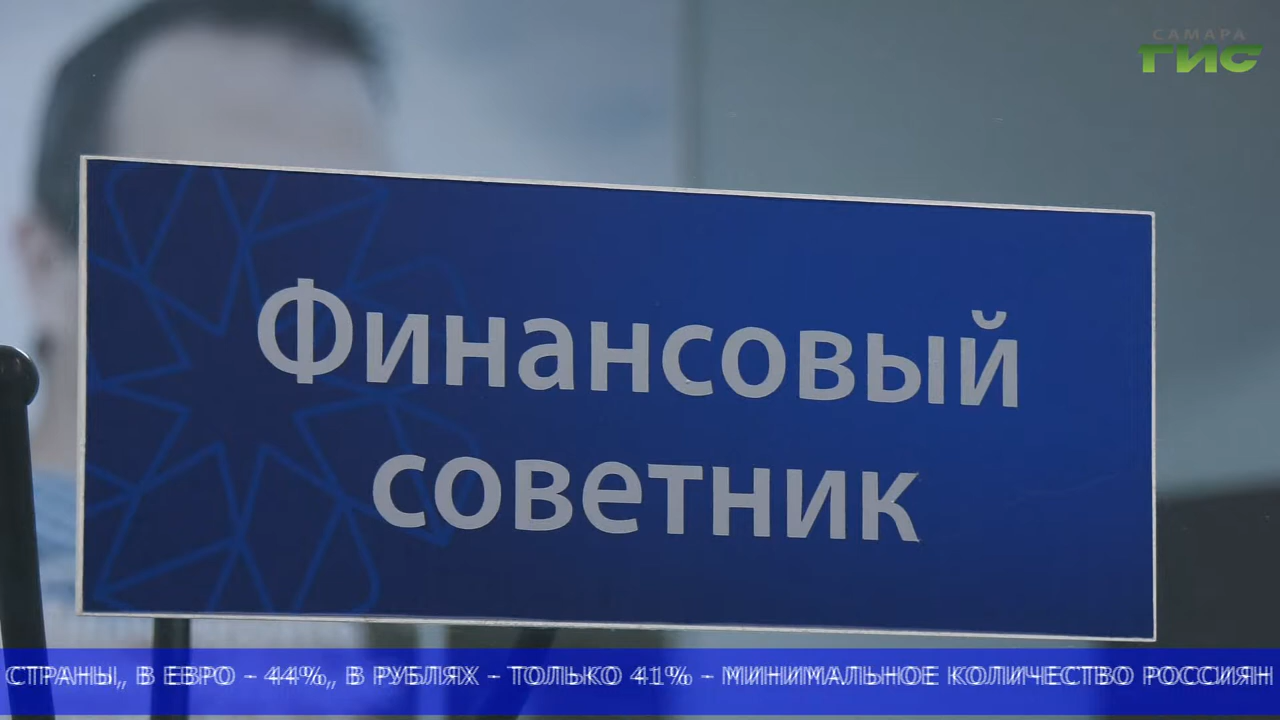 САМАРА
ГИС
Финансовый
советник
СТРАНЫ, В ЕВРО - 44%, В РУБЛЯХ - ТОЛЬКО 41% - МИНИМАЛЬНОЕ КОЛИЧЕСТВО РОССИЯН